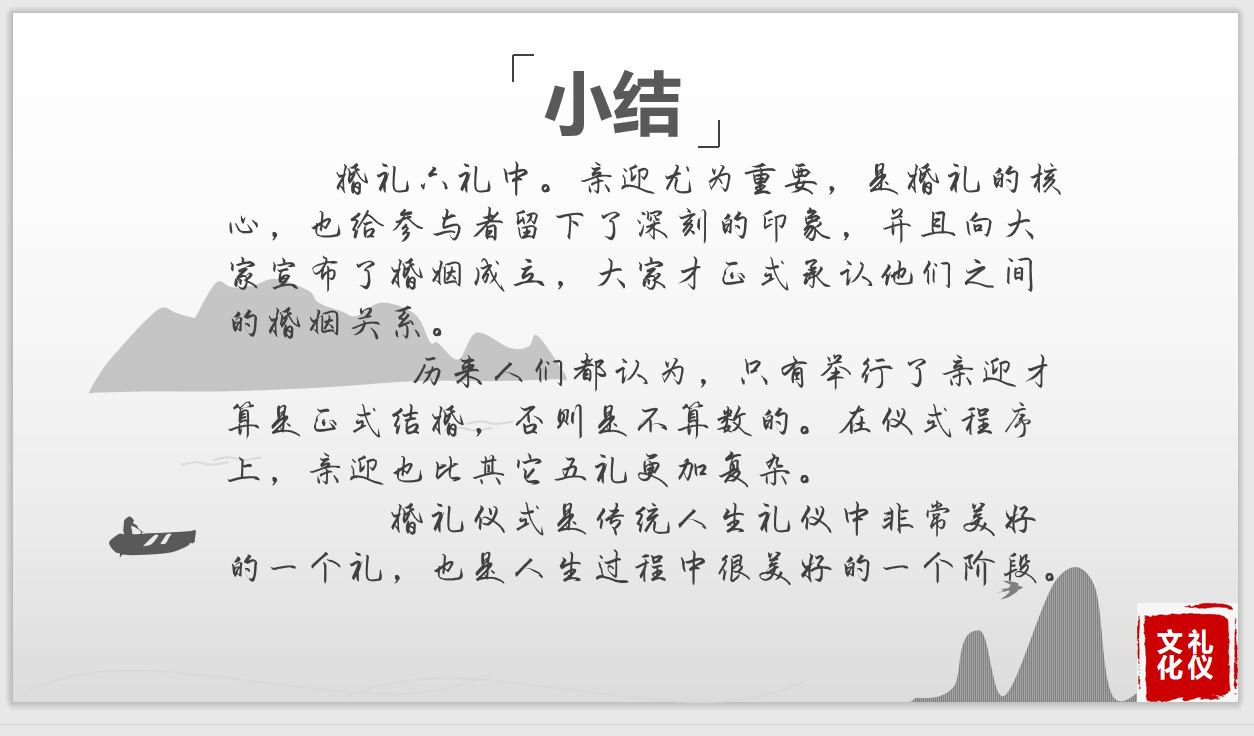 小结
婚礼六礼中。亲迎尤为重要，是婚礼的核
心，也给参与者留下了深刻的印象，并且向大
家宣布了婚姻成立，大家才正式承认他们之间
的婚姻关系。
历来人们都认为，只有举行了亲迎才
算是正式结婚，否则是不算数的。在仪式程序
上，亲迎也比其它五礼更加复杂。
婚礼仪式是传统人生礼仪中非常美好
的一个礼，也是人生过程中很美好的一个阶段。
文礼
化仪